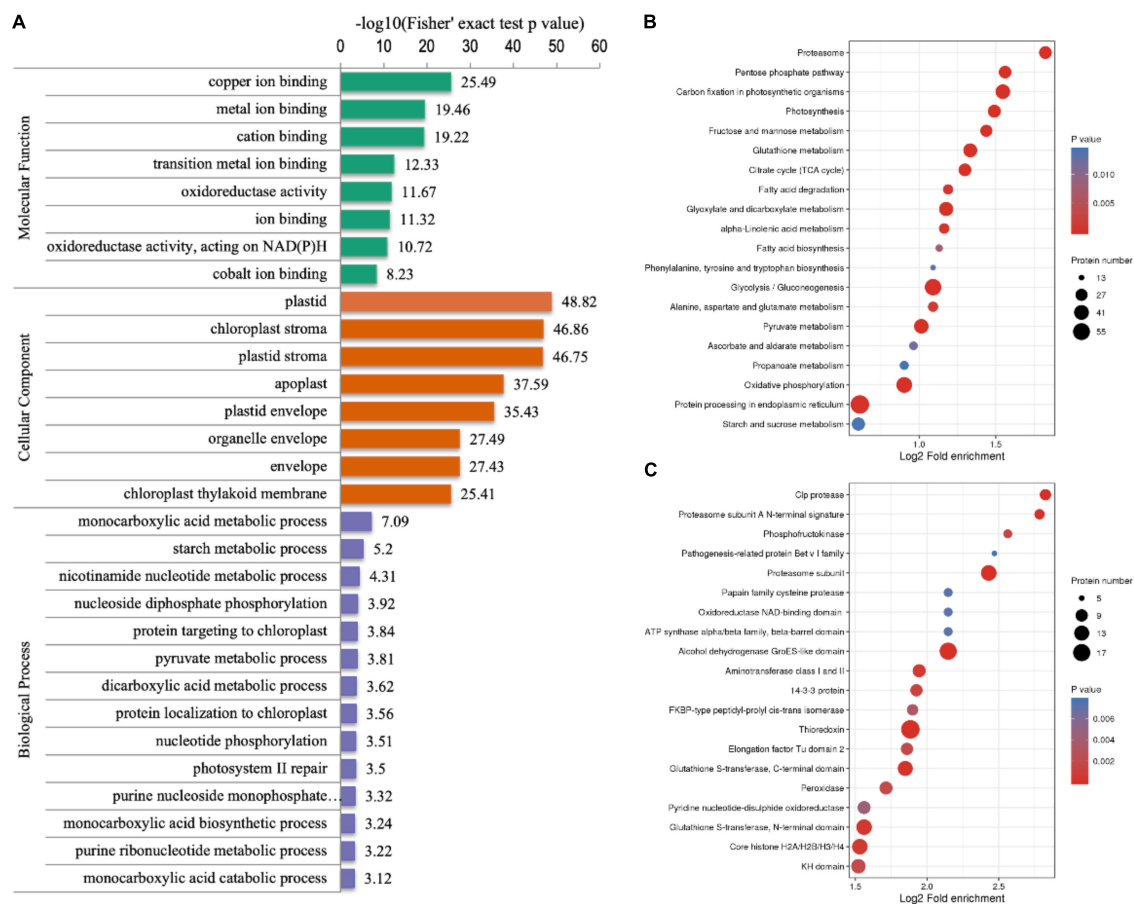 A
-log10(Fisher' exact test p value)
0 10 20 30 40 50 60
Molecular Function
copper ion binding 25.49
metal ion binding 19.46
cation binding 19.22
transition metal ion binding 12.33
oxidoreductase activity 11.67
ion binding 11.32
oxidoreductase activity, acting on NAD(P)H 10.72
cobalt ion binding 8.23
Cellular Component
plastid 48.82
chloroplast stroma 46.86
plastid stroma 46.75
apoplast 37.59
plastid envelope 35.43
organelle envelope 27.49
envelope 27.43
chloroplast thylakoid membrane 25.41
Biological Process
monocarboxylic acid metabolic process 7.09
starch metabolic process 5.2
nicotinamide nucleotide metabolic process 4.31
nucleoside diphosphate phosphorylation 3.92
protein targeting to chloroplast 3.84
pyruvate metabolic process 3.81
dicarboxylic acid metabolic process 3.62
protein localization to chloroplast 3.56
nucleotide phosphorylation 3.51
photosystem II repair 3.5
purine nucleoside monophosphate… 3.32
monocarboxylic acid biosynthetic process 3.24
purine ribonucleotide metabolic process 3.22
monocarboxylic acid catabolic process 3.12
B
Proteasome
Pentose phosphate pathway
Carbon fixation in photosynthetic organisms
Photosynthesis
Fructose and mannose metabolism
Glutathione metabolism
Citrate cycle (TCA cycle)
Fatty acid degradation
Glyoxylate and dicarboxylate metabolism
alpha-Linolenic acid metabolism
Fatty acid biosynthesis
Phenylalanine, tyrosine and tryptophan biosynthesis
Glycolysis / Gluconeogenesis
Alanine, aspartate and glutamate metabolism
Pyruvate metabolism
Ascorbate and aldarate metabolism
Propanoate metabolism
Oxidative phosphorylation
Protein processing in endoplasmic reticulum
Starch and sucrose metabolism
1.0 1.5
Log2 Fold enrichment
P value
0.010
0.005
Protein number
13
27
41
55
C
Clp protease
Proteasome subunit A N-terminal signature
Phosphofructokinase
Pathogenesis-related protein Bet v I family
Proteasome subunit
Papain family cysteine protease
Oxidoreductase NAD-binding domain
ATP synthase alpha/beta family, beta-barrel domain
Alcohol dehydrogenase GroES-like domain
Aminotransferase class I and II
14-3-3 protein
FKBP-type peptidyl-prolyl cis-trans isomerase
Thioredoxin
Elongation factor Tu domain 2
Glutathione S-transferase, C-terminal domain
Peroxidase
Pyridine nucleotide-disulphide oxidoreductase
Glutathione S-transferase, N-terminal domain
Core histone H2A/H2B/H3/H4
KH domain
1.5 2.0 2.5
Log2 Fold enrichment
Protein number
5
9
13
17
P value
0.006
0.004
0.002